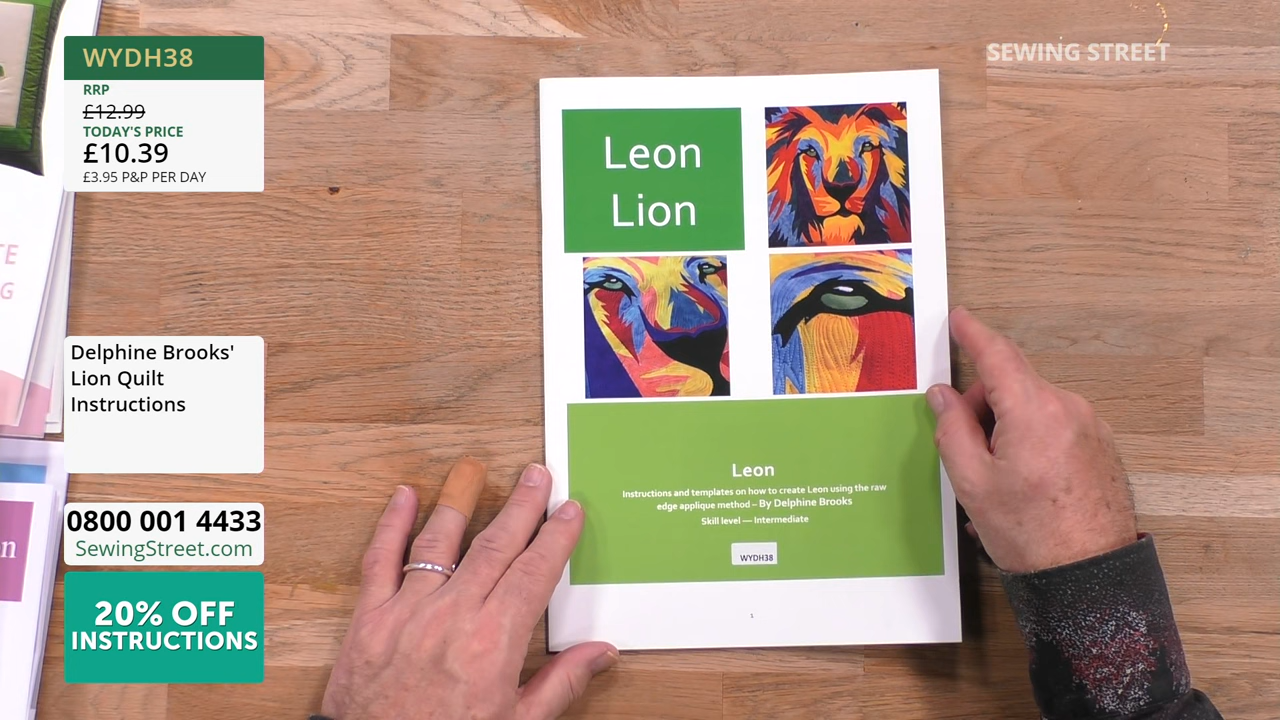 WYDH38
RRP
£12.99
TODAY'S PRICE
£10.39
£3.95 P&P PER DAY
Delphine Brooks'
Lion Quilt
Instructions
0800 001 4433
SewingStreet.com
20% OFF
INSTRUCTIONS
SEWING STREET
Leon
Lion
Leon
Instructions and templates on how to create Leon using the raw
edge applique method – By Delphine Brooks
Skill level — Intermediate
WYDH38
1
TE
G
n